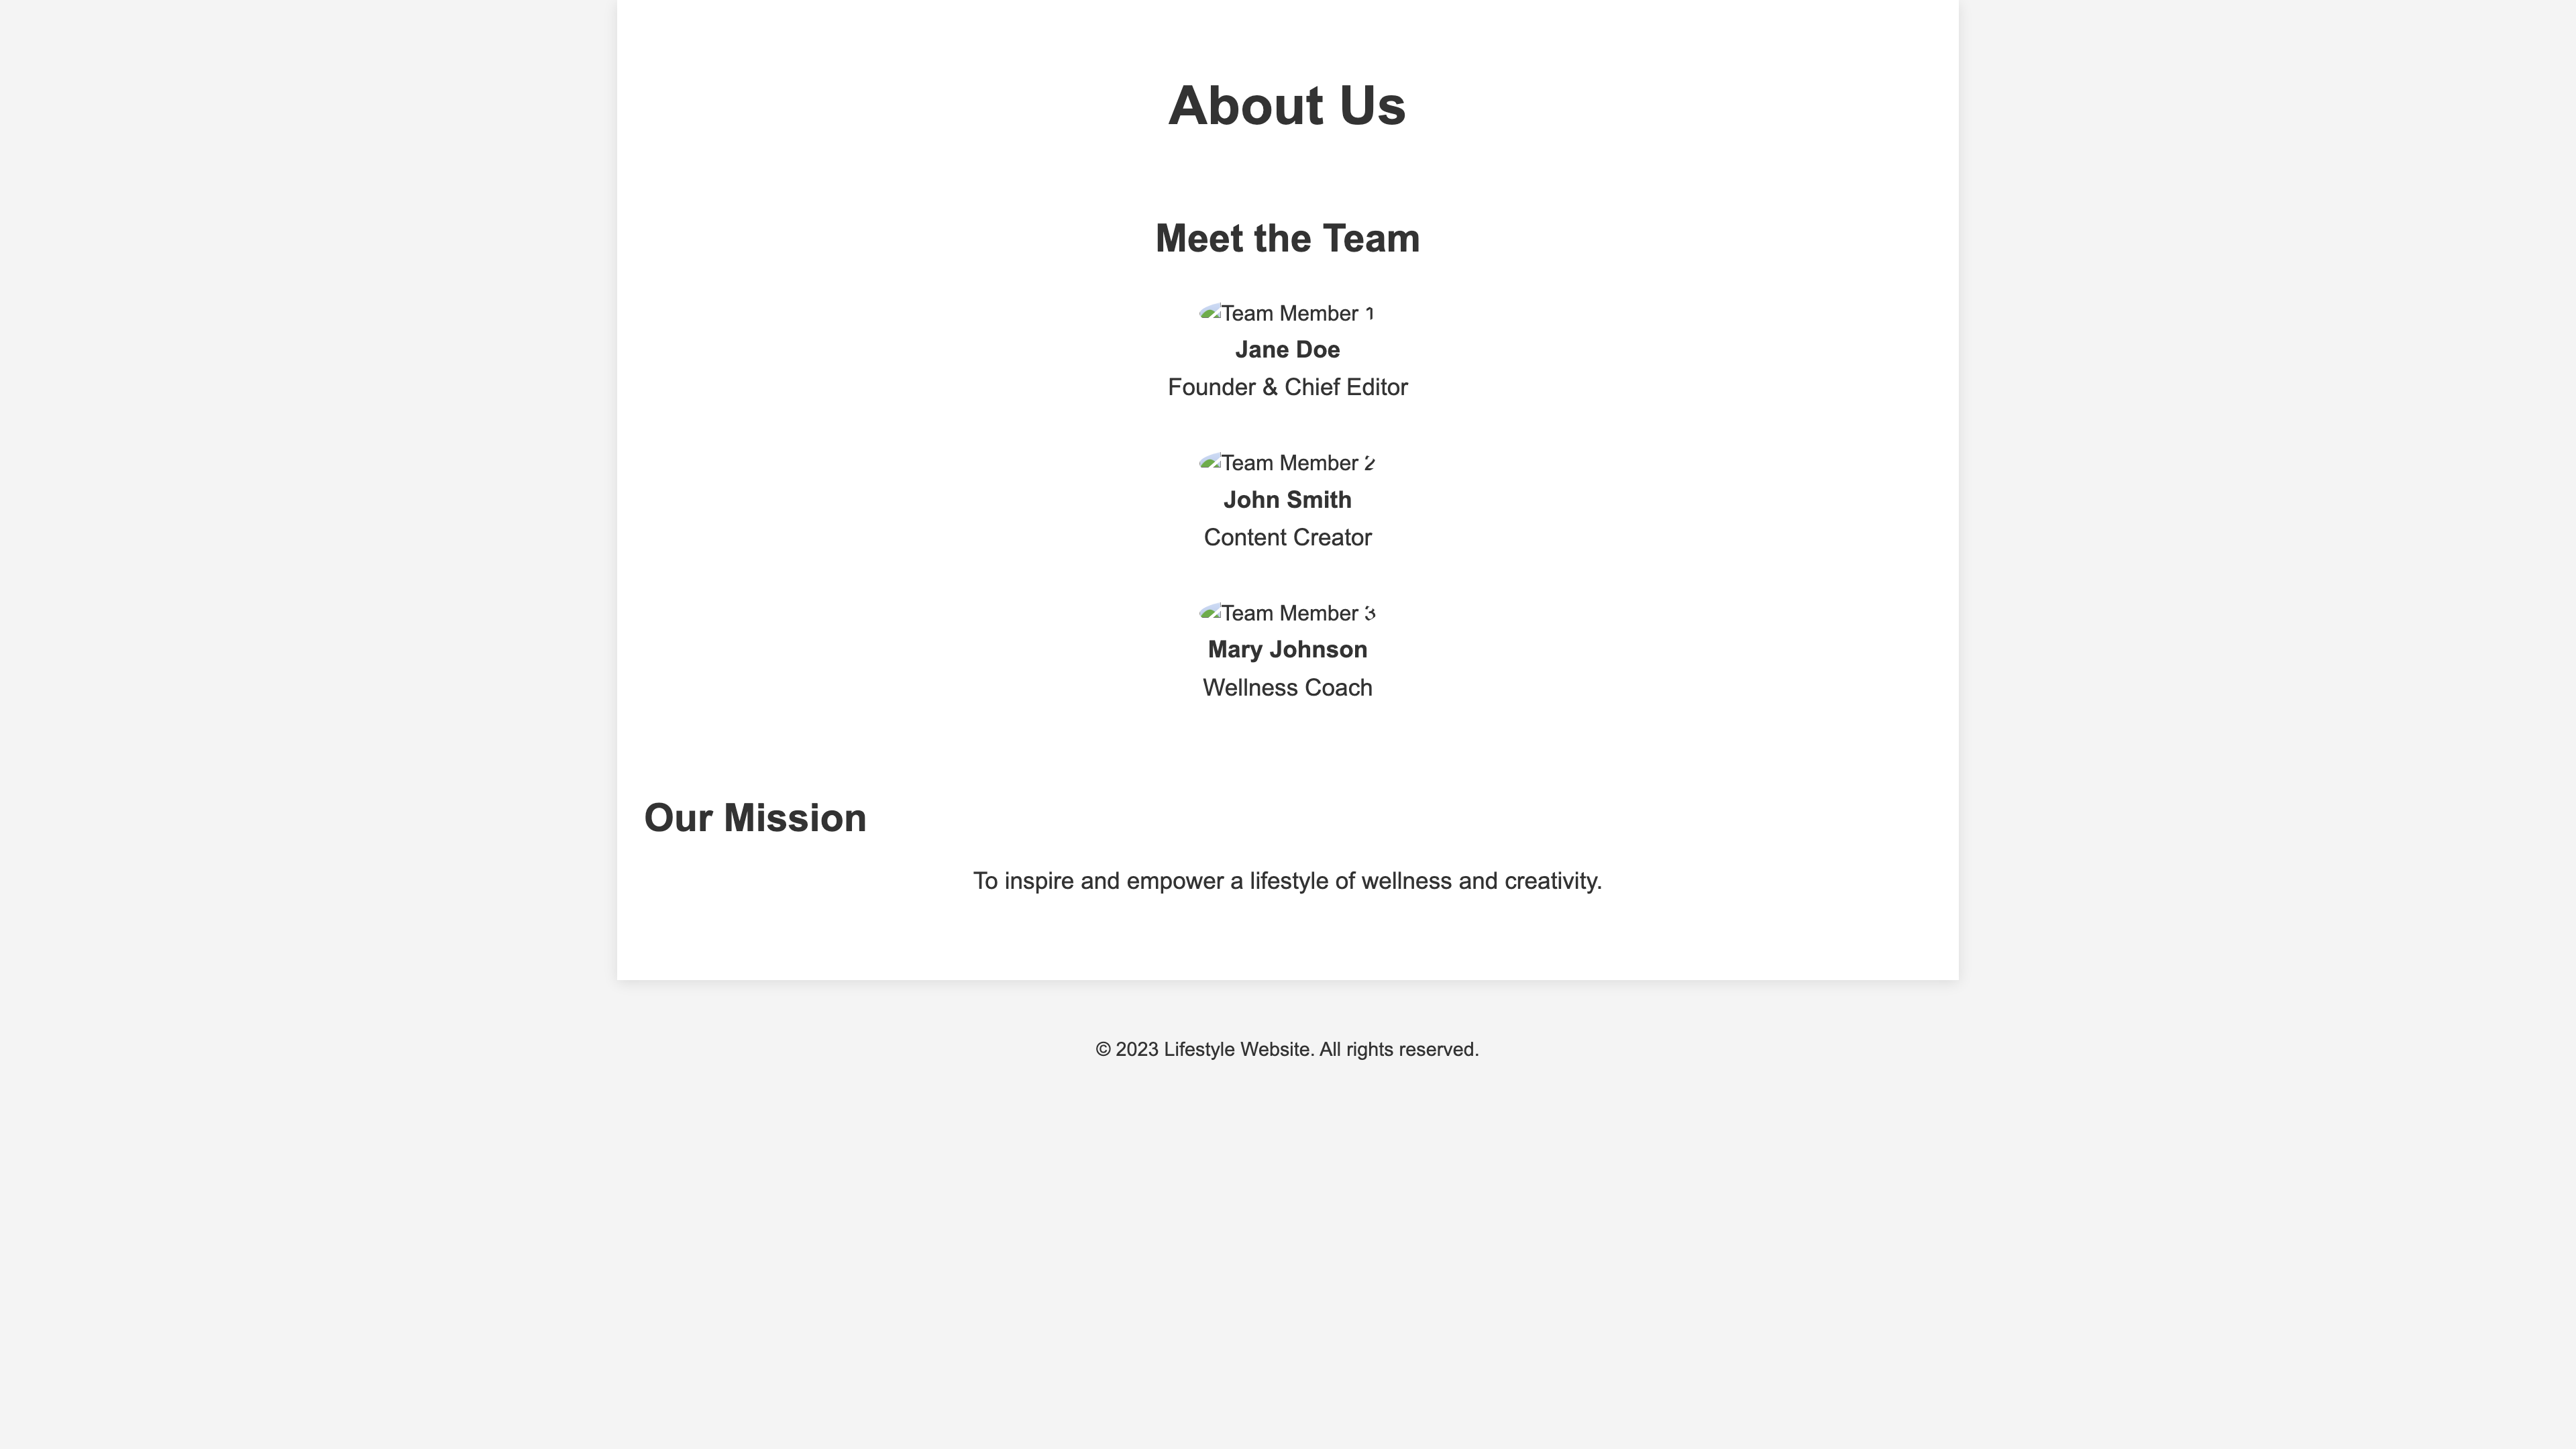 About Us
Meet the Team
Team Member 1
Jane Doe
Founder & Chief Editor
Team Member 2
John Smith
Content Creator
Team Member 3
Mary Johnson
Wellness Coach
Our Mission
To inspire and empower a lifestyle of wellness and creativity.
© 2023 Lifestyle Website. All rights reserved.